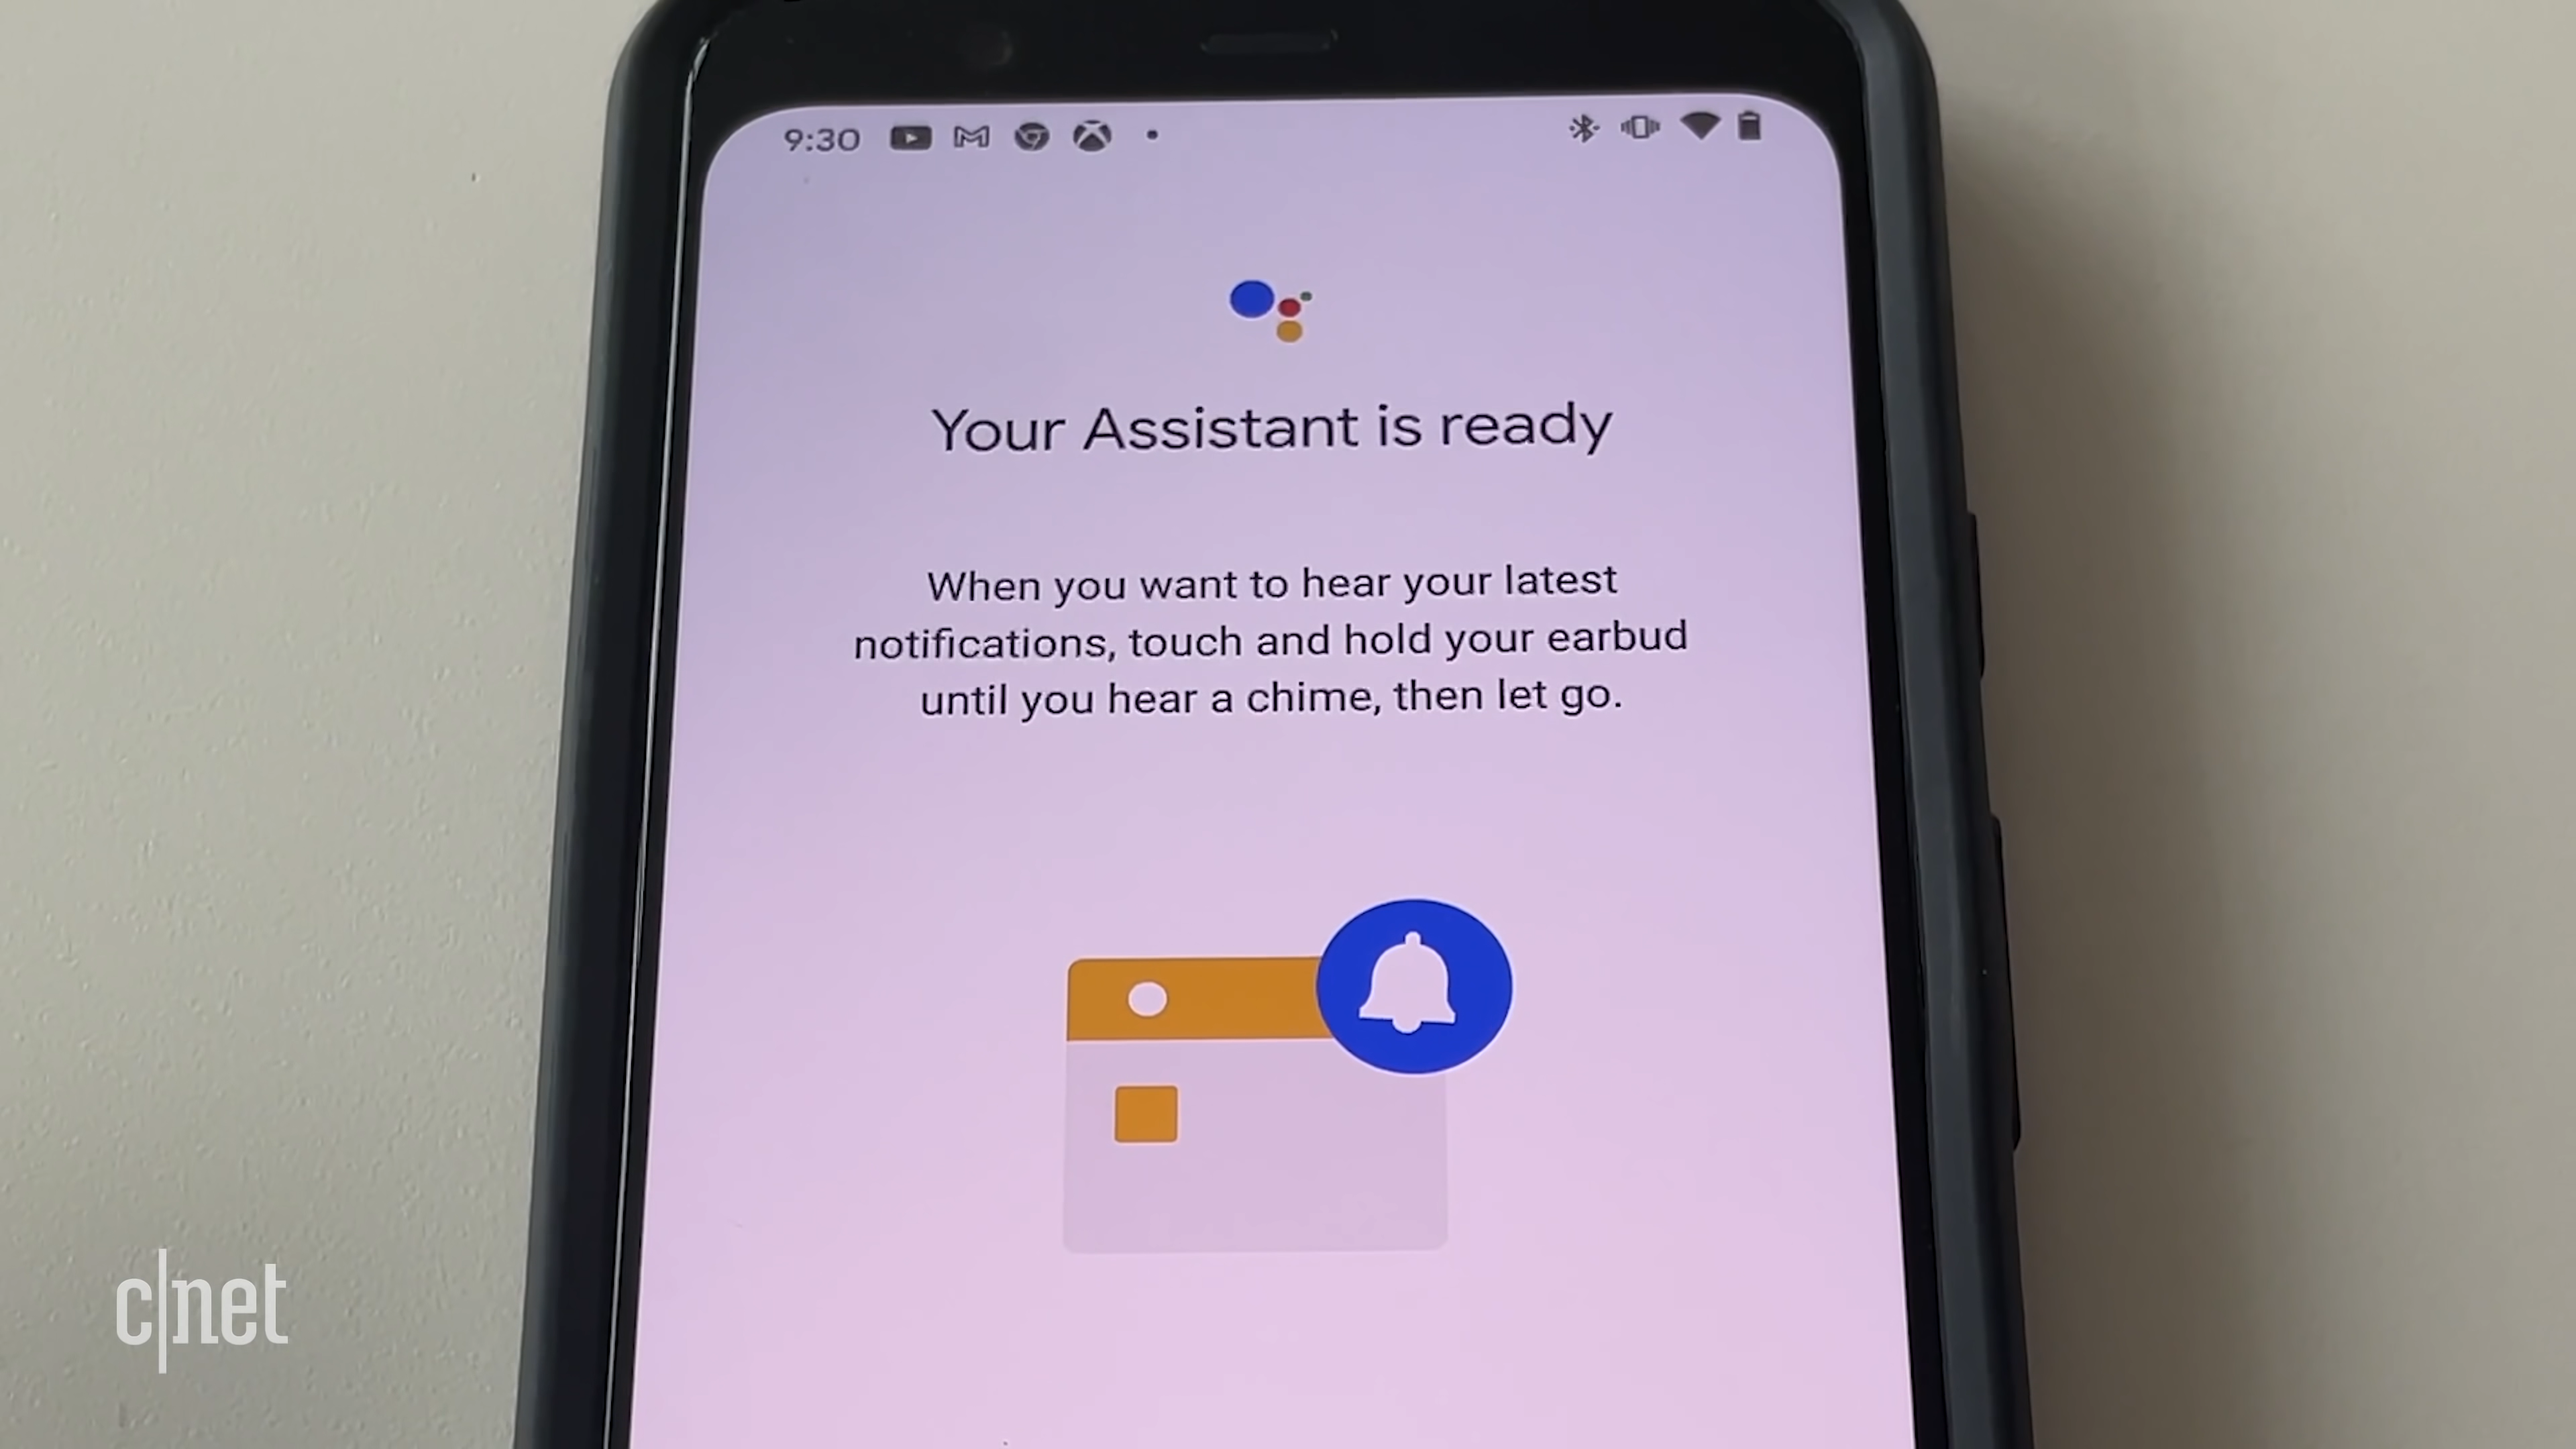 9:30
Your Assistant is ready
When you want to hear your latest
notifications, touch and hold your earbud
until you hear a chime, then let go.
c|net